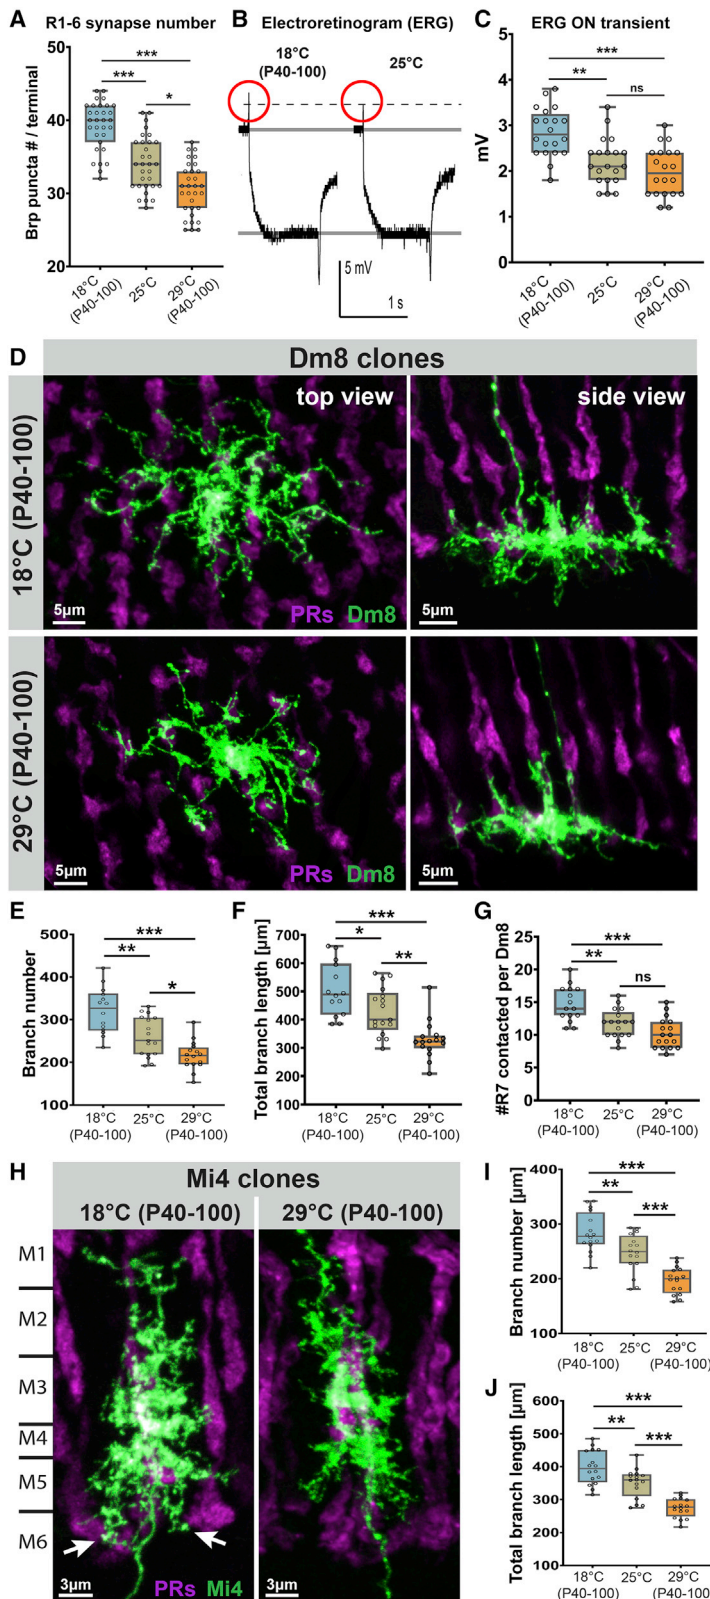 A R1-6 synapse number
***
***
*
Brp puncta # / terminal
40
30
20
18°C (P40-100)
25°C
29°C (P40-100)
B Electroretinogram (ERG)
18°C (P40-100)
25°C
5 mV
1 s
C ERG ON transient
***
**
ns
mV
5
4
3
2
1
0
18°C (P40-100)
25°C
29°C (P40-100)
D
Dm8 clones
top view
side view
18°C (P40-100)
PRs Dm8
5μm
5μm
29°C (P40-100)
PRs Dm8
5μm
5μm
E
***
**
*
Branch number
500
400
300
200
100
18°C (P40-100)
25°C
29°C (P40-100)
F
***
*
**
Total branch length [μm]
700
600
500
400
300
200
100
18°C (P40-100)
25°C
29°C (P40-100)
G
***
**
ns
#R7 contacted per Dm8
25
20
15
10
5
0
18°C (P40-100)
25°C
29°C (P40-100)
H
Mi4 clones
18°C (P40-100)
29°C (P40-100)
M1
M2
M3
M4
M5
M6
3μm
PRs Mi4
3μm
I
***
**
***
Branch number [μm]
400
300
200
100
18°C (P40-100)
25°C
29°C (P40-100)
J
***
**
***
Total branch length [μm]
600
500
400
300
200
100
18°C (P40-100)
25°C
29°C (P40-100)